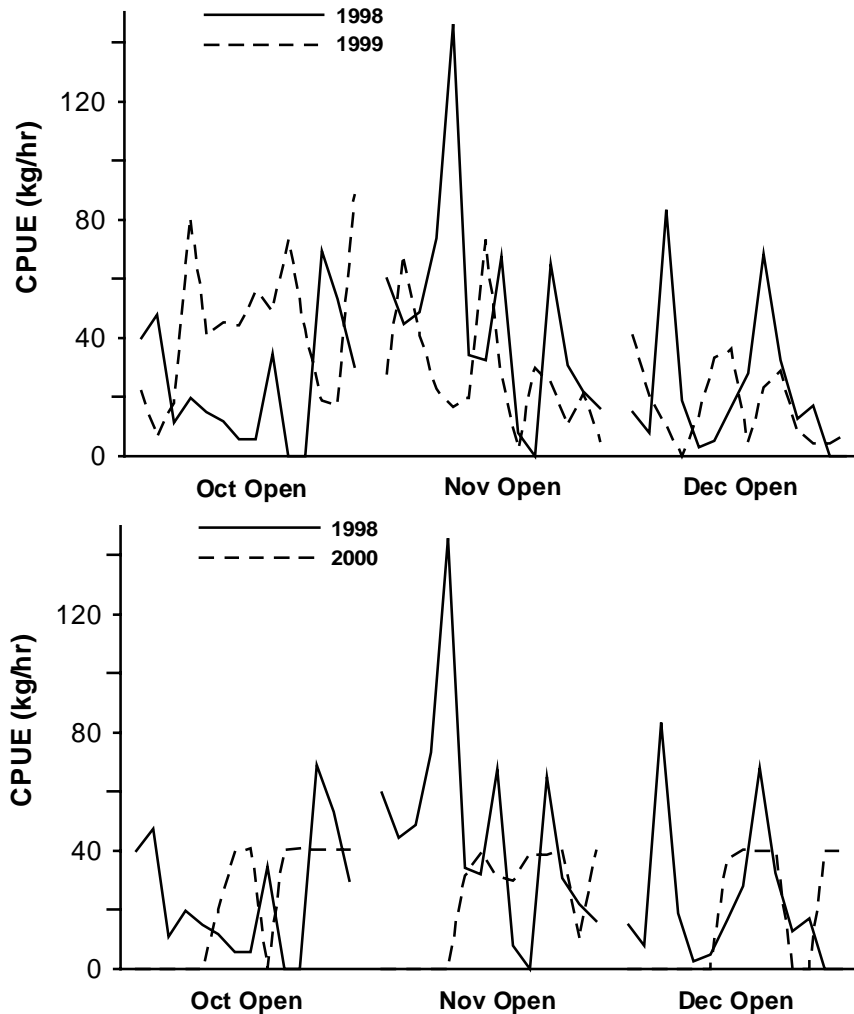 1998
1999
CPUE (kg/hr)
120
80
40
0
Oct Open
Nov Open
Dec Open
1998
2000
CPUE (kg/hr)
120
80
40
0
Oct Open
Nov Open
Dec Open